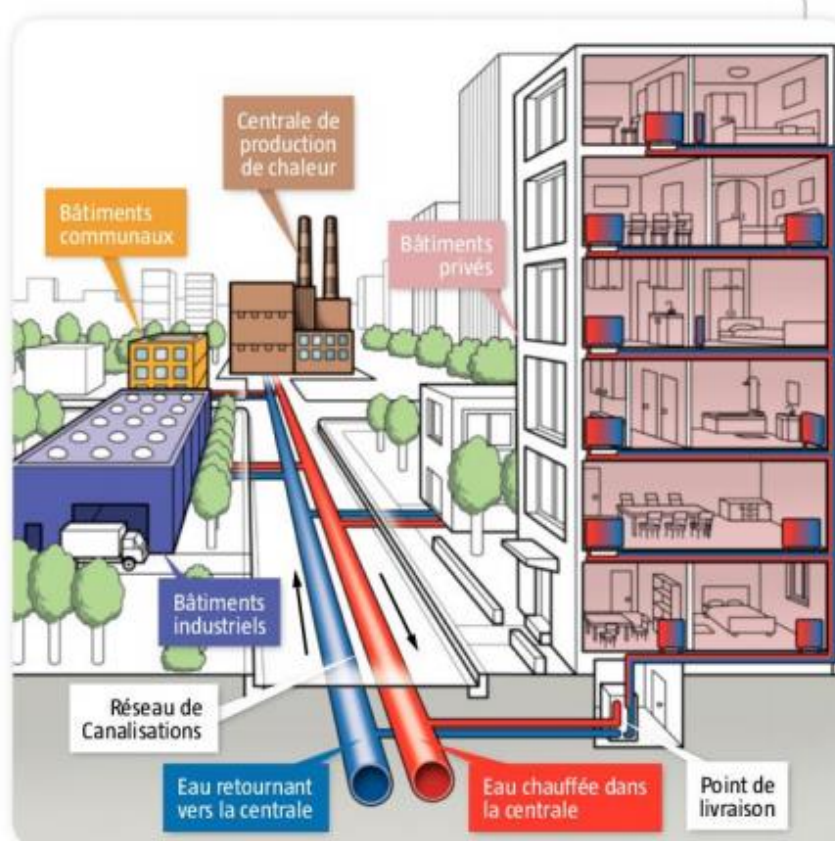 Centrale de
production
de chaleur
Bâtiments
communaux
Bâtiments
privés
Bâtiments
industriels
Réseau de
Canalisations
Eau retournant
vers la centrale
Eau chauffée dans
la centrale
Point de
livraison